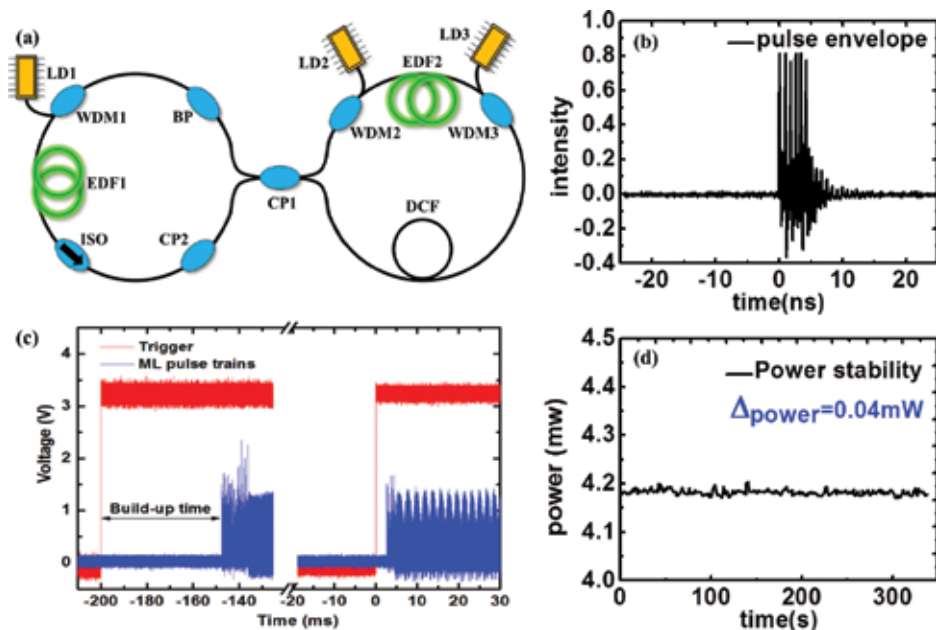 (a)
LD1
WDM1
BP
EDF1
ISO
CP2
CP1
LD2
LD3
EDF2
WDM2
WDM3
DCF
(b)
pulse envelope
intensity
1.0
0.8
0.6
0.4
0.2
0.0
-0.2
-0.4
-20 -10 0 10 20
time(ns)
(c)
Trigger
ML pulse trains
Build-up time
Voltage (V)
4
3
2
1
0
-200 -180 -160 -140 -20 0 10 20 30
Time (ms)
(d)
Power stability
Δpower=0.04mW
power (mw)
4.5
4.4
4.3
4.2
4.1
4.0
0 100 200 300
time(s)